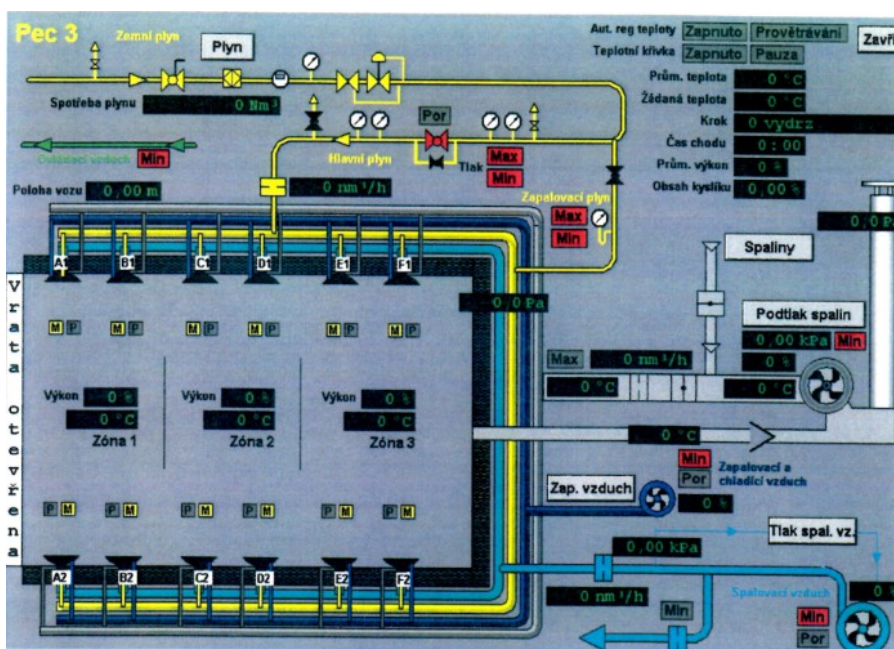 Pec 3
Zemní plyn
Plyn
Aut. reg teploty Zapnuto Provětrávání
Teplotní křivka Zapnuto Pauza
Spotřeba plynu 0 Nm³
Prům. teplota 0 °C
Žádaná teplota 0 °C
Krok 0 vydrz
Čas chodu 0:00
Prům. výkon 0 %
Obsah kyslíku 0,00 %
Por
Ovládací vzduch Min
Hlavní plyn
Tlak Max
Min
Poloha vozu 0,00 m
0 nm³/h
Zapalovací plyn
Max
Min
Spaliny
A1 B1 C1 D1 E1 F1
0,0 Pa
Podtlak spalin
0,00 kPa Min
0 %
M P M P M P M P M P M P
Max 0 nm³/h
0 °C 0 °C
Vrata otevřena
Výkon 0 %
0 °C
Zóna 1
Výkon 0 %
0 °C
Zóna 2
Výkon 0 %
0 °C
Zóna 3
0 °C
Min
Por
Zapalovací a
chladící vzduch
Zap. vzduch
0 %
P M P M P M P M P M P M
Tlak spal. vz.
0,00 kPa
A2 B2 C2 D2 E2 F2
0 nm³/h
Min
Spalovací vzduch
0 %
Min
Por